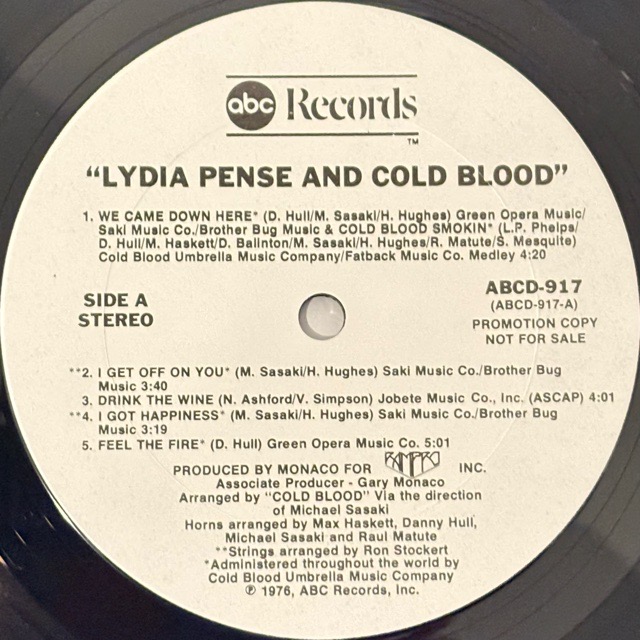 abc Records
TM
"LYDIA PENSE AND COLD BLOOD"
1. WE CAME DOWN HERE* (D. Hull/M. Sasaki/H. Hughes) Green Opera Music/
Saki Music Co./Brother Bug Music & COLD BLOOD SMOKIN* (L.P. Phelps/
D. Hull/M. Haskett/D. Balinton/M. Sasaki/H. Hughes/R. Matute/S. Mesquite)
Cold Blood Umbrella Music Company/Fatback Music Co. Medley 4:20
SIDE A
STEREO
ABCD-917
(ABCD-917-A)
PROMOTION COPY
NOT FOR SALE
**2. I GET OFF ON YOU* (M. Sasaki/H. Hughes) Saki Music Co./Brother Bug
Music 3:40
3. DRINK THE WINE (N. Ashford/V. Simpson) Jobete Music Co., Inc. (ASCAP) 4:01
**4. I GOT HAPPINESS* (M. Sasaki/H. Hughes) Saki Music Co./Brother Bug
Music 3:19
5. FEEL THE FIRE* (D. Hull) Green Opera Music Co. 5:01
PRODUCED BY MONACO FOR INC.
Associate Producer - Gary Monaco
Arranged by "COLD BLOOD" Via the direction
of Michael Sasaki
Horns arranged by Max Haskett, Danny Hull,
Michael Sasaki and Raul Matute
**Strings arranged by Ron Stockert
*Administered throughout the world by
Cold Blood Umbrella Music Company
℗ 1976, ABC Records, Inc.